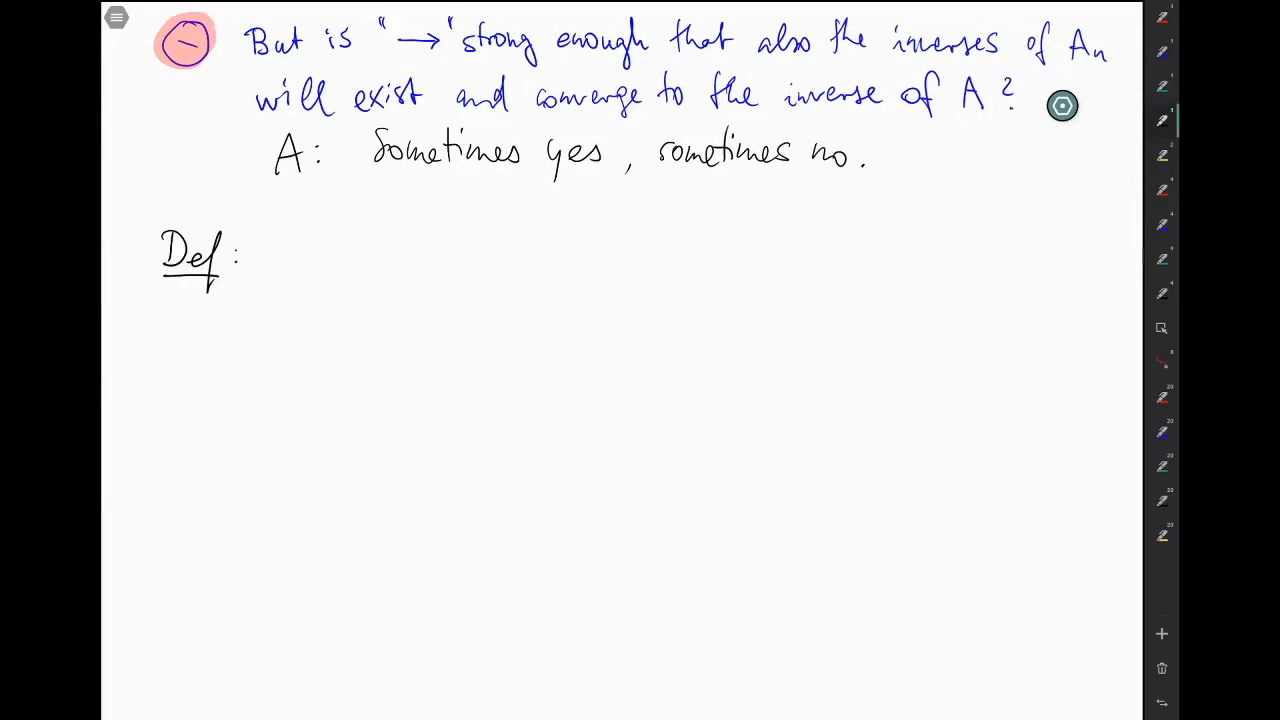 But is "→" strong enough that also the inverses of An
will exist and converge to the inverse of A ?
A: Sometimes yes, sometimes no.
Def: